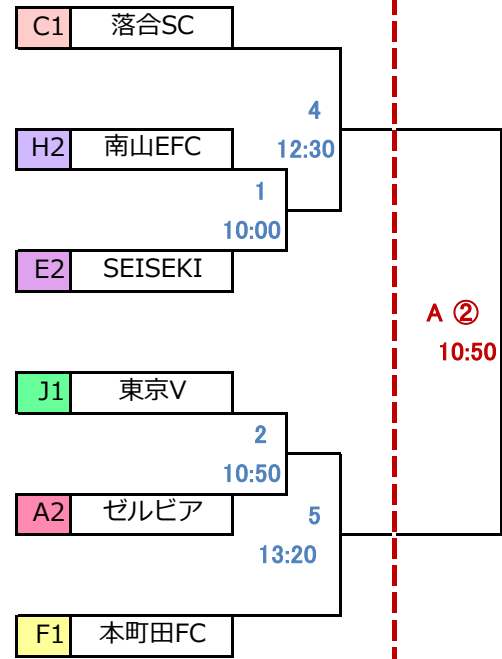 C1 落合SC
4
12:30
H2 南山EFC
1
10:00
E2 SEISEKI
A ②
10:50
J1 東京V
2
10:50
A2 ゼルビア
5
13:20
F1 本町田FC